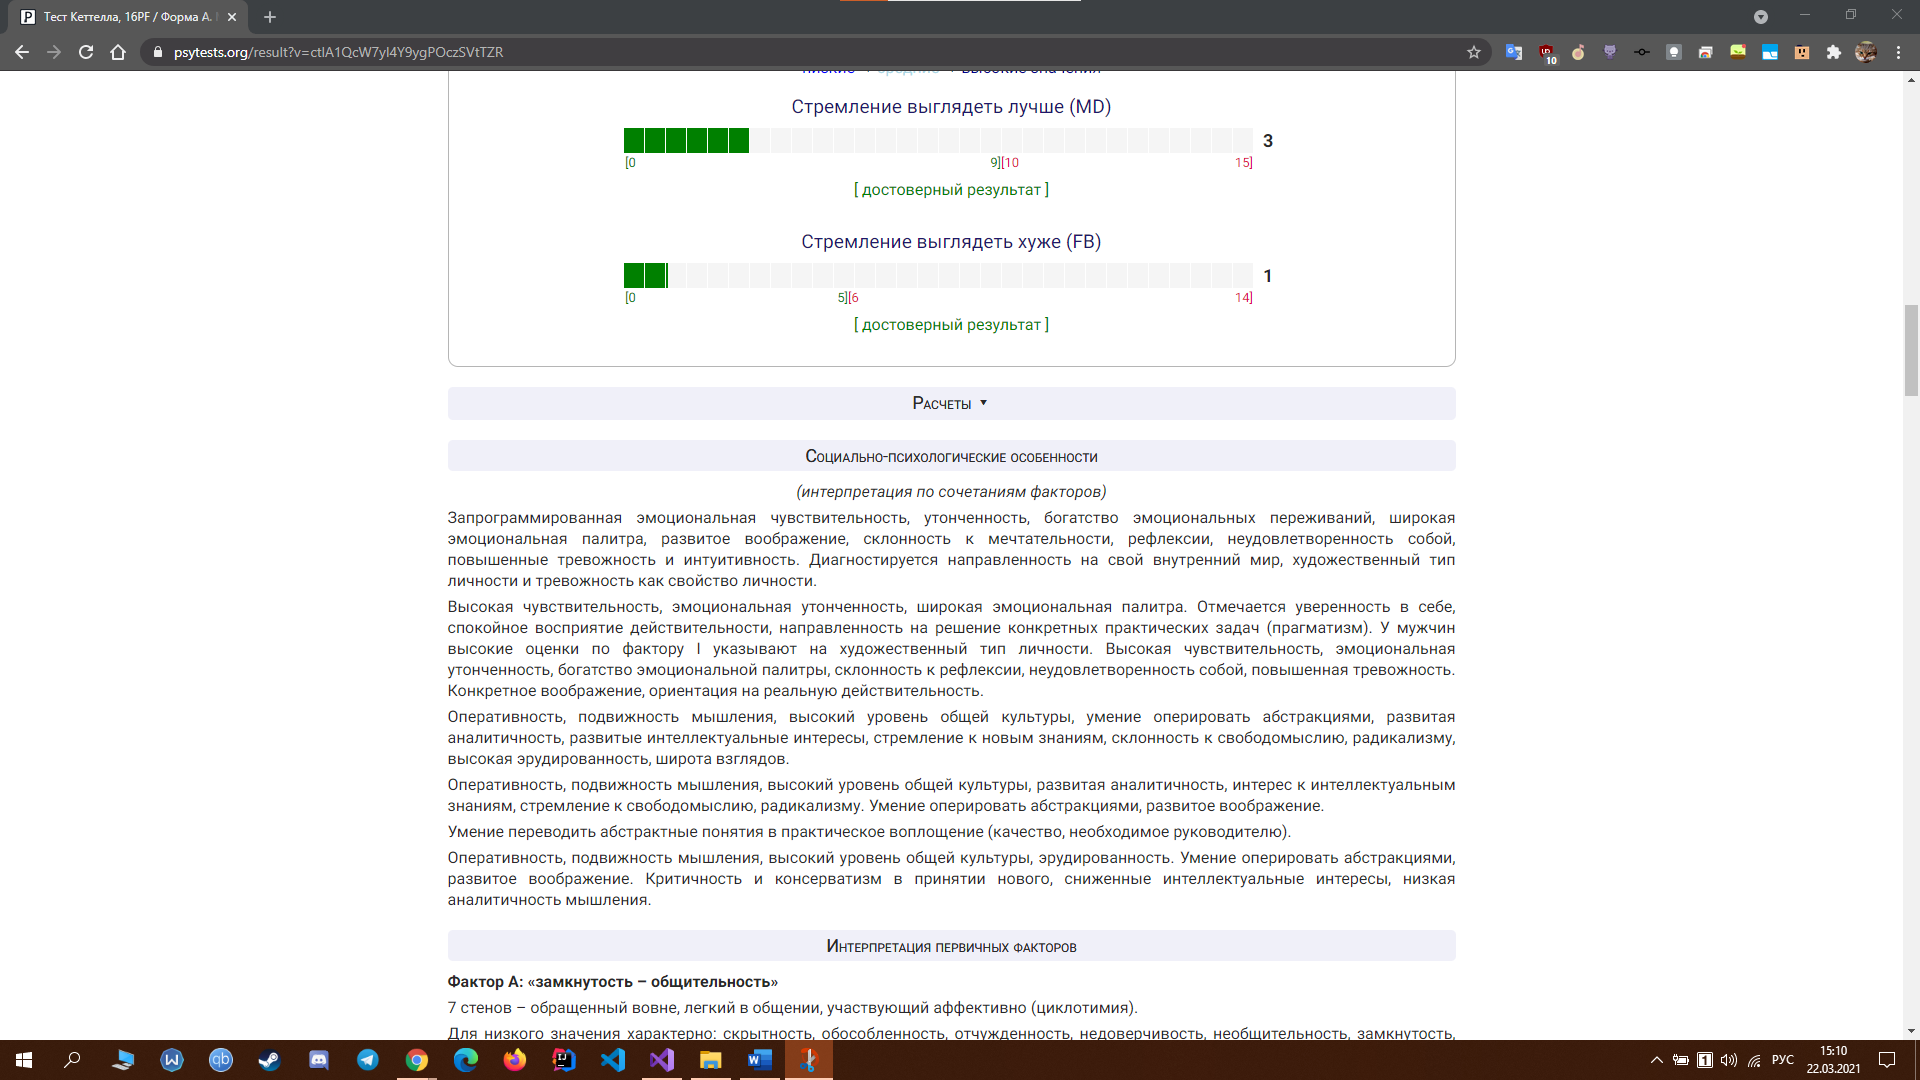 Тест Кеттелла, 16PF / Форма A.
psytests.org/result?v=ctlA1QcW7yl4Y9ygPOczSVtTZR
10
Стремление выглядеть лучше (MD)
3
[0 9][10 15]
[ достоверный результат ]
Стремление выглядеть хуже (FB)
1
[0 5][6 14]
[ достоверный результат ]
Расчеты ▼
Социально-психологические особенности
(интерпретация по сочетаниям факторов)
Запрограммированная эмоциональная чувствительность, утонченность, богатство эмоциональных переживаний, широкая
эмоциональная палитра, развитое воображение, склонность к мечтательности, рефлексии, неудовлетворенность собой,
повышенные тревожность и интуитивность. Диагностируется направленность на свой внутренний мир, художественный тип
личности и тревожность как свойство личности.
Высокая чувствительность, эмоциональная утонченность, широкая эмоциональная палитра. Отмечается уверенность в себе,
спокойное восприятие действительности, направленность на решение конкретных практических задач (прагматизм). У мужчин
высокие оценки по фактору I указывают на художественный тип личности. Высокая чувствительность, эмоциональная
утонченность, богатство эмоциональной палитры, склонность к рефлексии, неудовлетворенность собой, повышенная тревожность.
Конкретное воображение, ориентация на реальную действительность.
Оперативность, подвижность мышления, высокий уровень общей культуры, умение оперировать абстракциями, развитая
аналитичность, развитые интеллектуальные интересы, стремление к новым знаниям, склонность к свободомыслию, радикализму,
высокая эрудированность, широта взглядов.
Оперативность, подвижность мышления, высокий уровень общей культуры, развитая аналитичность, интерес к интеллектуальным
знаниям, стремление к свободомыслию, радикализму. Умение оперировать абстракциями, развитое воображение.
Умение переводить абстрактные понятия в практическое воплощение (качество, необходимое руководителю).
Оперативность, подвижность мышления, высокий уровень общей культуры, эрудированность. Умение оперировать абстракциями,
развитое воображение. Критичность и консерватизм в принятии нового, сниженные интеллектуальные интересы, низкая
аналитичность мышления.
Интерпретация первичных факторов
Фактор A: «замкнутость – общительность»
7 стенов – обращенный вовне, легкий в общении, участвующий аффективно (циклотимия).
Для низкого значения характерно: скрытность, обособленность, отчужденность, недоверчивость, необщительность, замкнутость,
РУС
15:10
22.03.2021